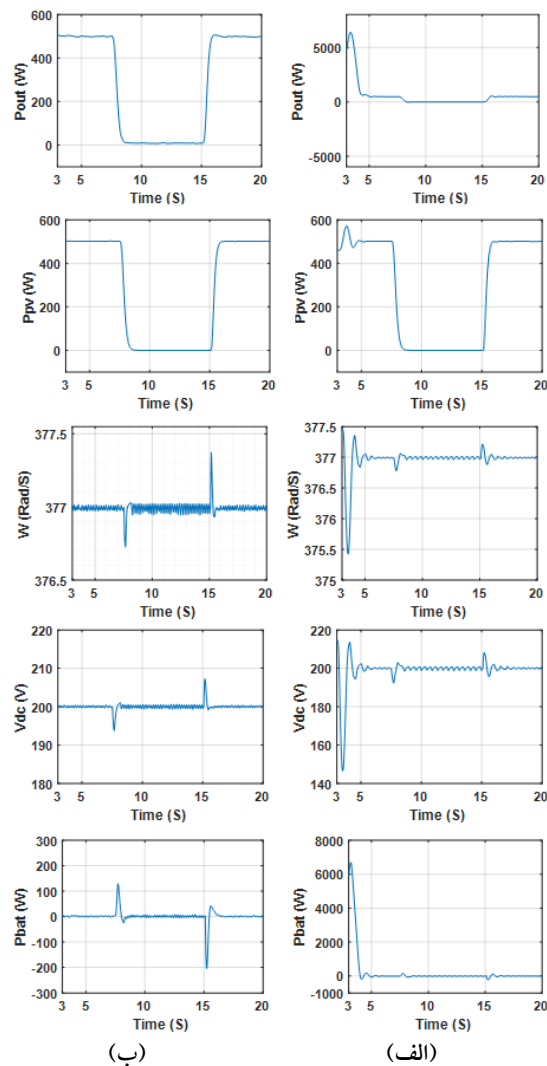 600
400
200
0
Pout (W)
3 5 10 15 20
Time (S)
5000
0
-5000
Pout (W)
3 5 10 15 20
Time (S)
600
400
200
0
Ppv (W)
3 5 10 15 20
Time (S)
600
400
200
0
Ppv (W)
3 5 10 15 20
Time (S)
377.5
377
376.5
W (Rad/S)
3 5 10 15 20
Time (S)
377.5
377
376.5
376
375.5
375
W (Rad/S)
3 5 10 15 20
Time (S)
220
210
200
190
180
Vdc (V)
3 5 10 15 20
Time (S)
220
200
180
160
140
Vdc (V)
3 5 10 15 20
Time (S)
300
200
100
0
-100
-200
-300
Pbat (W)
3 5 10 15 20
Time (S)
8000
6000
4000
2000
0
-1000
Pbat (W)
3 5 10 15 20
Time (S)
(الف)
(ب)